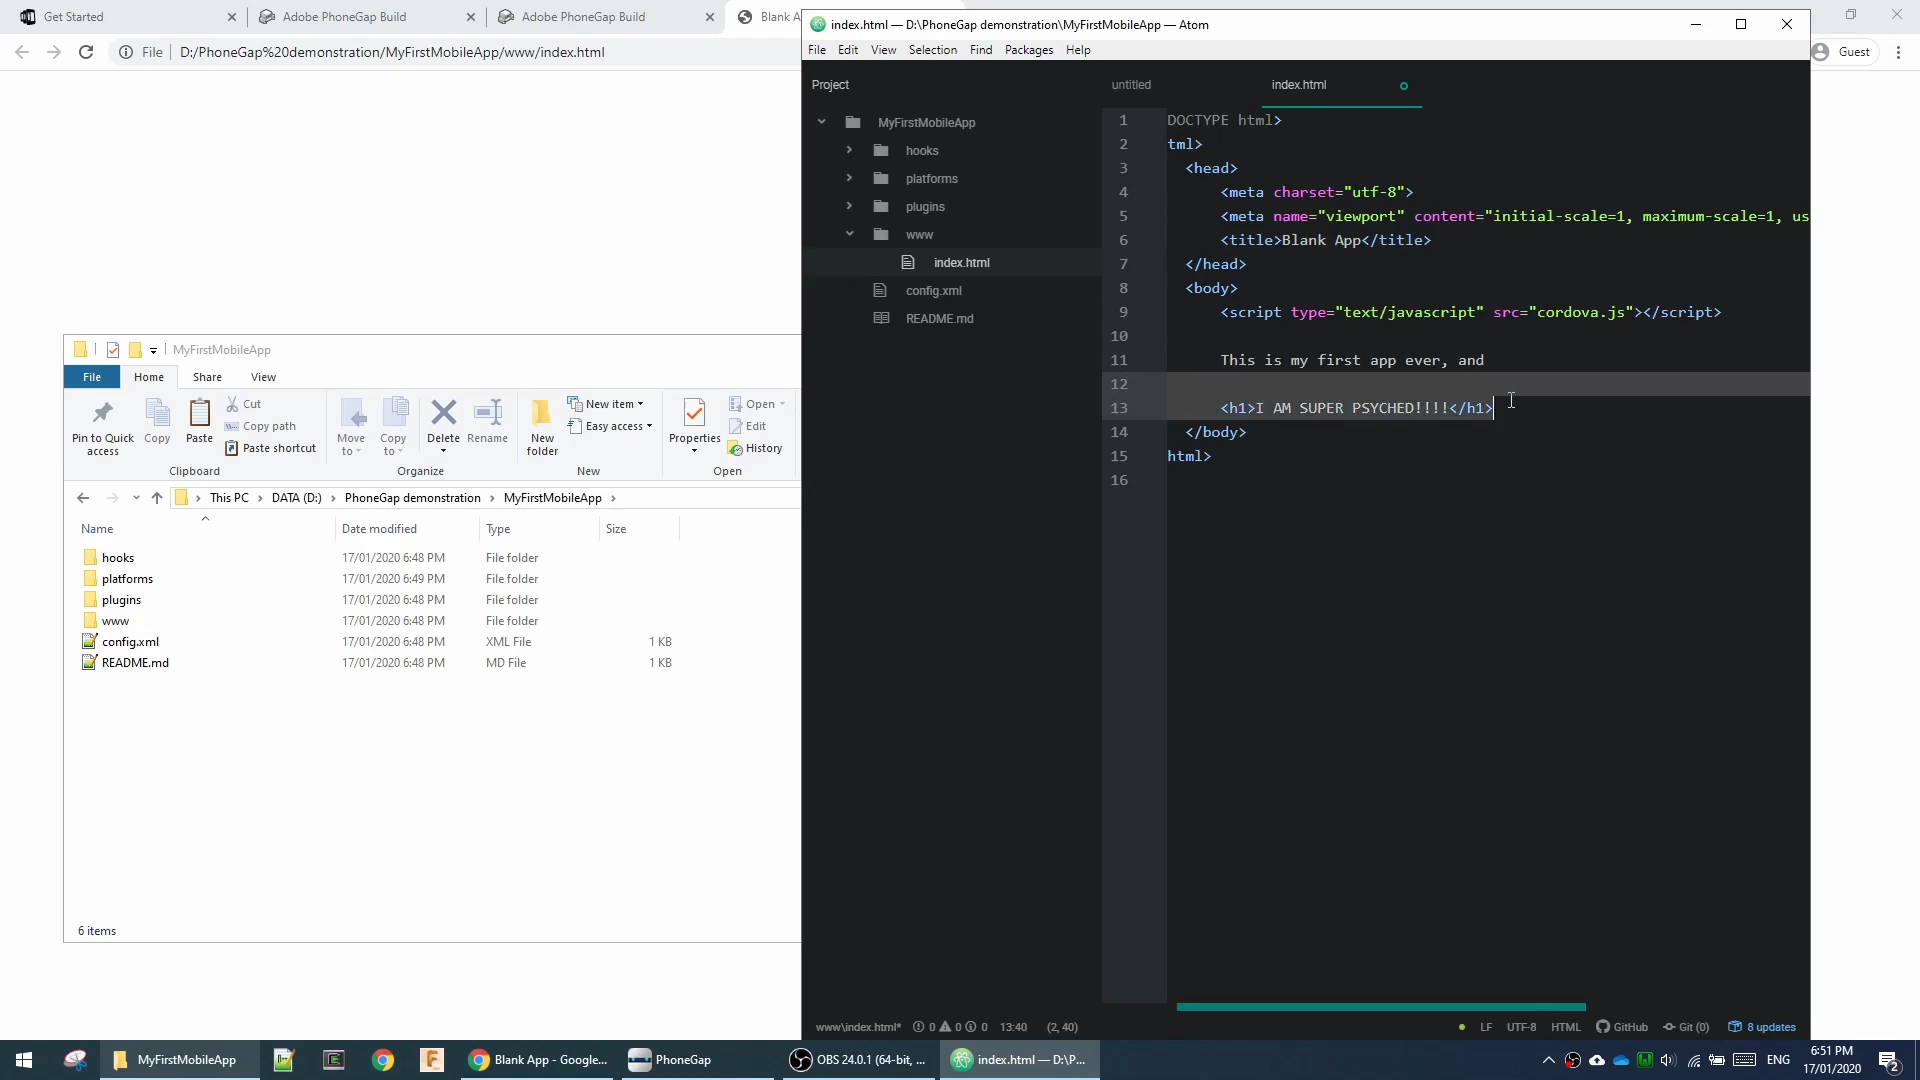 Get Started
Adobe PhoneGap Build
Adobe PhoneGap Build
Blank A
File
D:/PhoneGap%20demonstration/MyFirstMobileApp/www/index.html
Guest
index.html — D:\PhoneGap demonstration\MyFirstMobileApp — Atom
File Edit View Selection Find Packages Help
Project
MyFirstMobileApp
hooks
platforms
plugins
www
index.html
config.xml
README.md
untitled
index.html
1 DOCTYPE html>
2 tml>
3 <head>
4 <meta charset="utf-8">
5 <meta name="viewport" content="initial-scale=1, maximum-scale=1, us
6 <title>Blank App</title>
7 </head>
8 <body>
9 <script type="text/javascript" src="cordova.js"></script>
10
11 This is my first app ever, and
12
13 <h1>I AM SUPER PSYCHED!!!!</h1>
14 </body>
15 html>
16
www\index.html* 0 0 0 13:40 (2, 40)
LF UTF-8 HTML GitHub Git (0) 8 updates
MyFirstMobileApp
File Home Share View
Pin to Quick access
Copy
Paste
Cut
Copy path
Paste shortcut
Clipboard
Move to
Copy to
Delete
Rename
Organize
New folder
New item
Easy access
New
Properties
Open
Edit
History
Open
This PC > DATA (D:) > PhoneGap demonstration > MyFirstMobileApp >
Name Date modified Type Size
hooks 17/01/2020 6:48 PM File folder
platforms 17/01/2020 6:49 PM File folder
plugins 17/01/2020 6:48 PM File folder
www 17/01/2020 6:48 PM File folder
config.xml 17/01/2020 6:48 PM XML File 1 KB
README.md 17/01/2020 6:48 PM MD File 1 KB
6 items
MyFirstMobileApp
Blank App - Google...
PhoneGap
OBS 24.0.1 (64-bit, ...
index.html — D:\P...
ENG
6:51 PM
17/01/2020
2